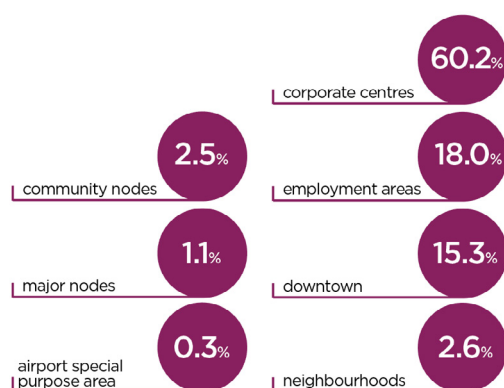 60.2%
corporate centres
2.5%
community nodes
18.0%
employment areas
1.1%
major nodes
15.3%
downtown
0.3%
airport special
purpose area
2.6%
neighbourhoods